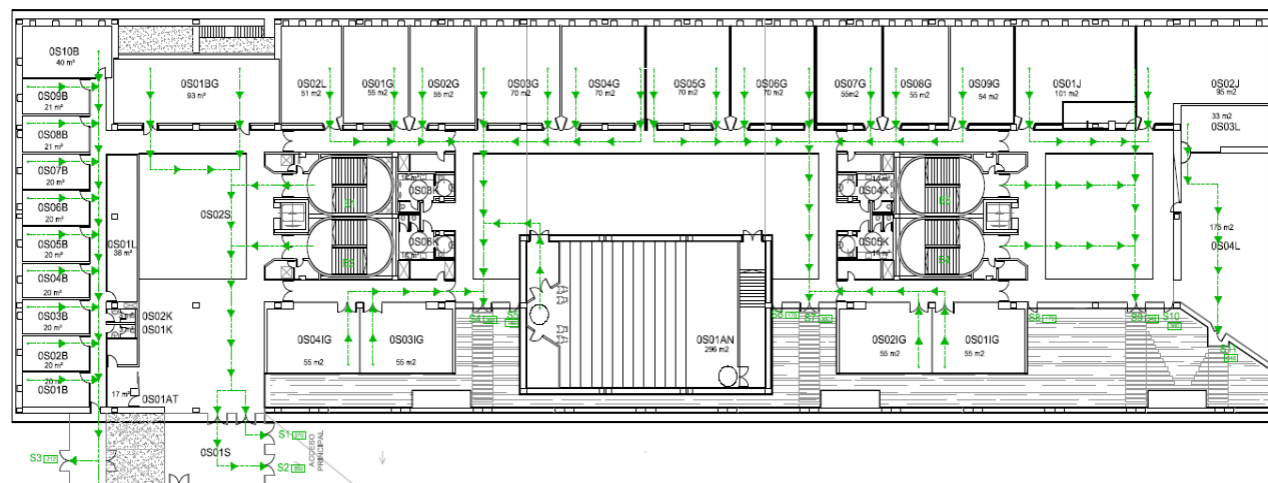 0S10B
40 m²
0S09B
21 m²
0S08B
21 m²
0S07B
20 m²
0S06B
20 m²
0S05B
20 m²
0S04B
20 m²
0S03B
20 m²
0S02B
20 m²
20 m²
0S01B
0S01BG
93 m²
0S02L
51 m2
0S01G
55 m2
0S02G
55 m2
0S03G
70 m2
0S04G
70 m2
0S05G
70 m2
0S06G
70 m2
0S07G
55m2
0S08G
55 m2
0S09G
54 m2
0S01J
101 m2
0S02J
95 m2
33 m2
0S03L
0S04L
0S01L
38 m²
0S02S
0S04K
0S05K
0S02K
0S01K
17 m²
0S01AT
0S04IG
55 m2
0S03IG
55 m2
0S01AN
296 m2
0S02IG
55 m2
0S01IG
55 m2
S8
S9
S10
S1
S2
S3
0S01S
ACCESO
PRINCIPAL